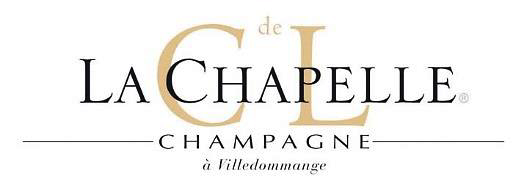 C de L
LA CHAPELLE®
CHAMPAGNE
à Villedommange